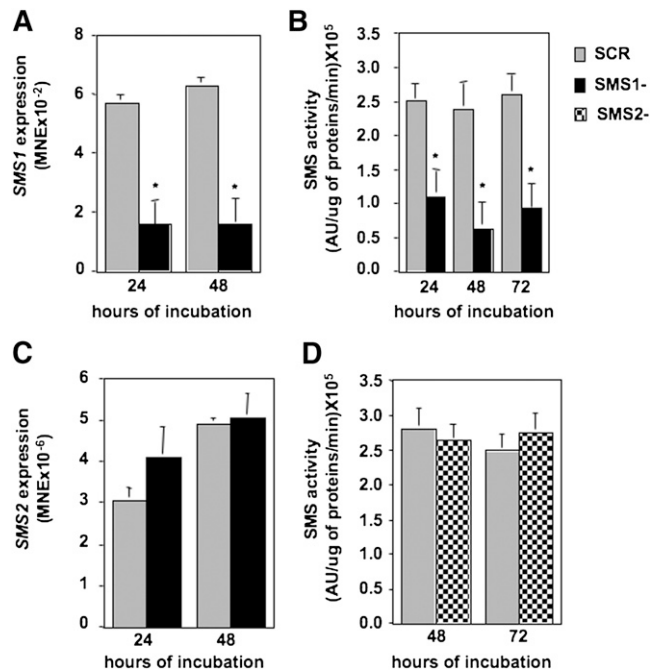 A
SMS1 expression
(MNEx10-2)
8
6
4
2
0
*
*
24
48
hours of incubation
B
SMS activity
(AU/ug of proteins/min)X10⁵
3.5
3.0
2.5
2.0
1.5
1.0
0.5
0.0
*
*
*
24
48
72
hours of incubation
SCR
SMS1-
SMS2-
C
SMS2 expression
(MNEx10-6)
6
5
4
3
2
1
0
24
48
hours of incubation
D
SMS activity
(AU/ug of proteins/min)X10⁵
3.5
3.0
2.5
2.0
1.5
1.0
0.5
0.0
48
72
hours of incubation